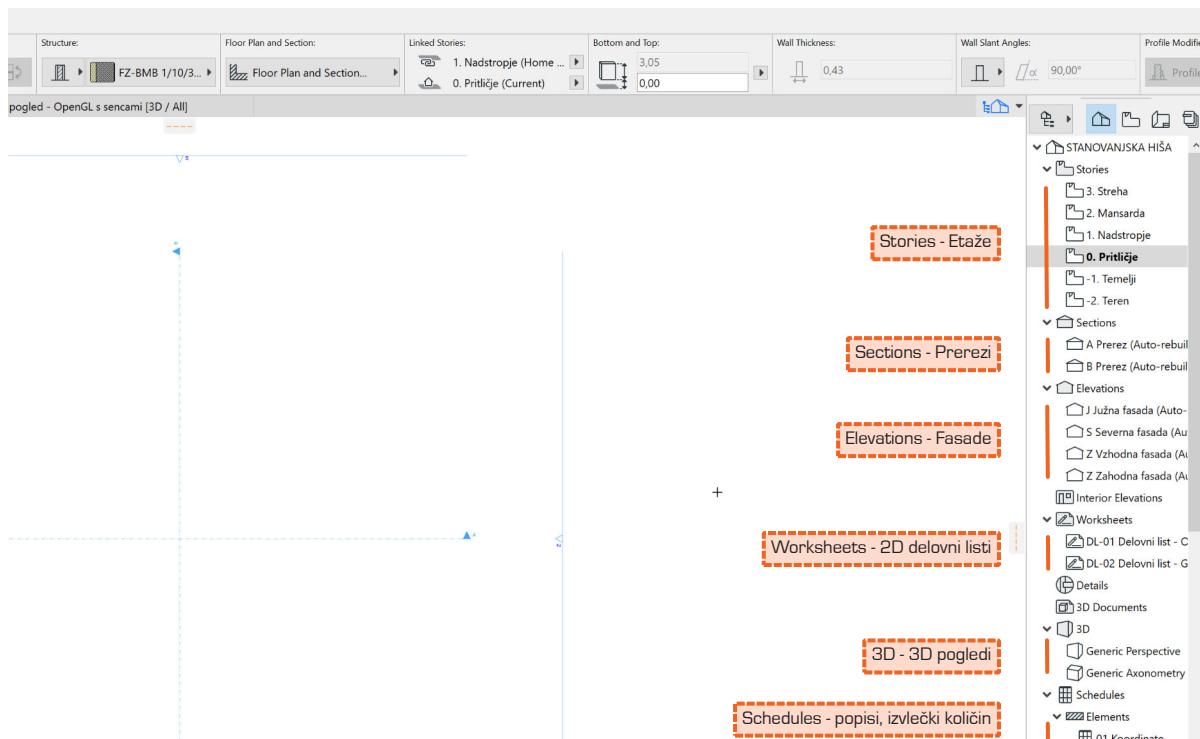 Structure:
Floor Plan and Section:
Linked Stories:
Bottom and Top:
Wall Thickness:
Wall Slant Angles:
Profile Modifie
FZ-BMB 1/10/3...
Floor Plan and Section...
1. Nadstropje (Home ...
0. Pritličje (Current)
3,05
0,00
0,43
α
90,00°
Profile
pogled - OpenGL s sencami [3D / All]
STANOVANJSKA HIŠA
Stories
3. Streha
2. Mansarda
1. Nadstropje
0. Pritličje
-1. Temelji
-2. Teren
Sections
A Prerez (Auto-rebuil
B Prerez (Auto-rebuil
Elevations
J Južna fasada (Auto-
S Severna fasada (Au
Z Vzhodna fasada (Au
Z Zahodna fasada (Au
Interior Elevations
Worksheets
DL-01 Delovni list - C
DL-02 Delovni list - G
Details
3D Documents
3D
Generic Perspective
Generic Axonometry
Schedules
Elements
01 Koordinate
Stories - Etaže
Sections - Prerezi
Elevations - Fasade
Worksheets - 2D delovni listi
3D - 3D pogledi
Schedules - popisi, izvlečki količin